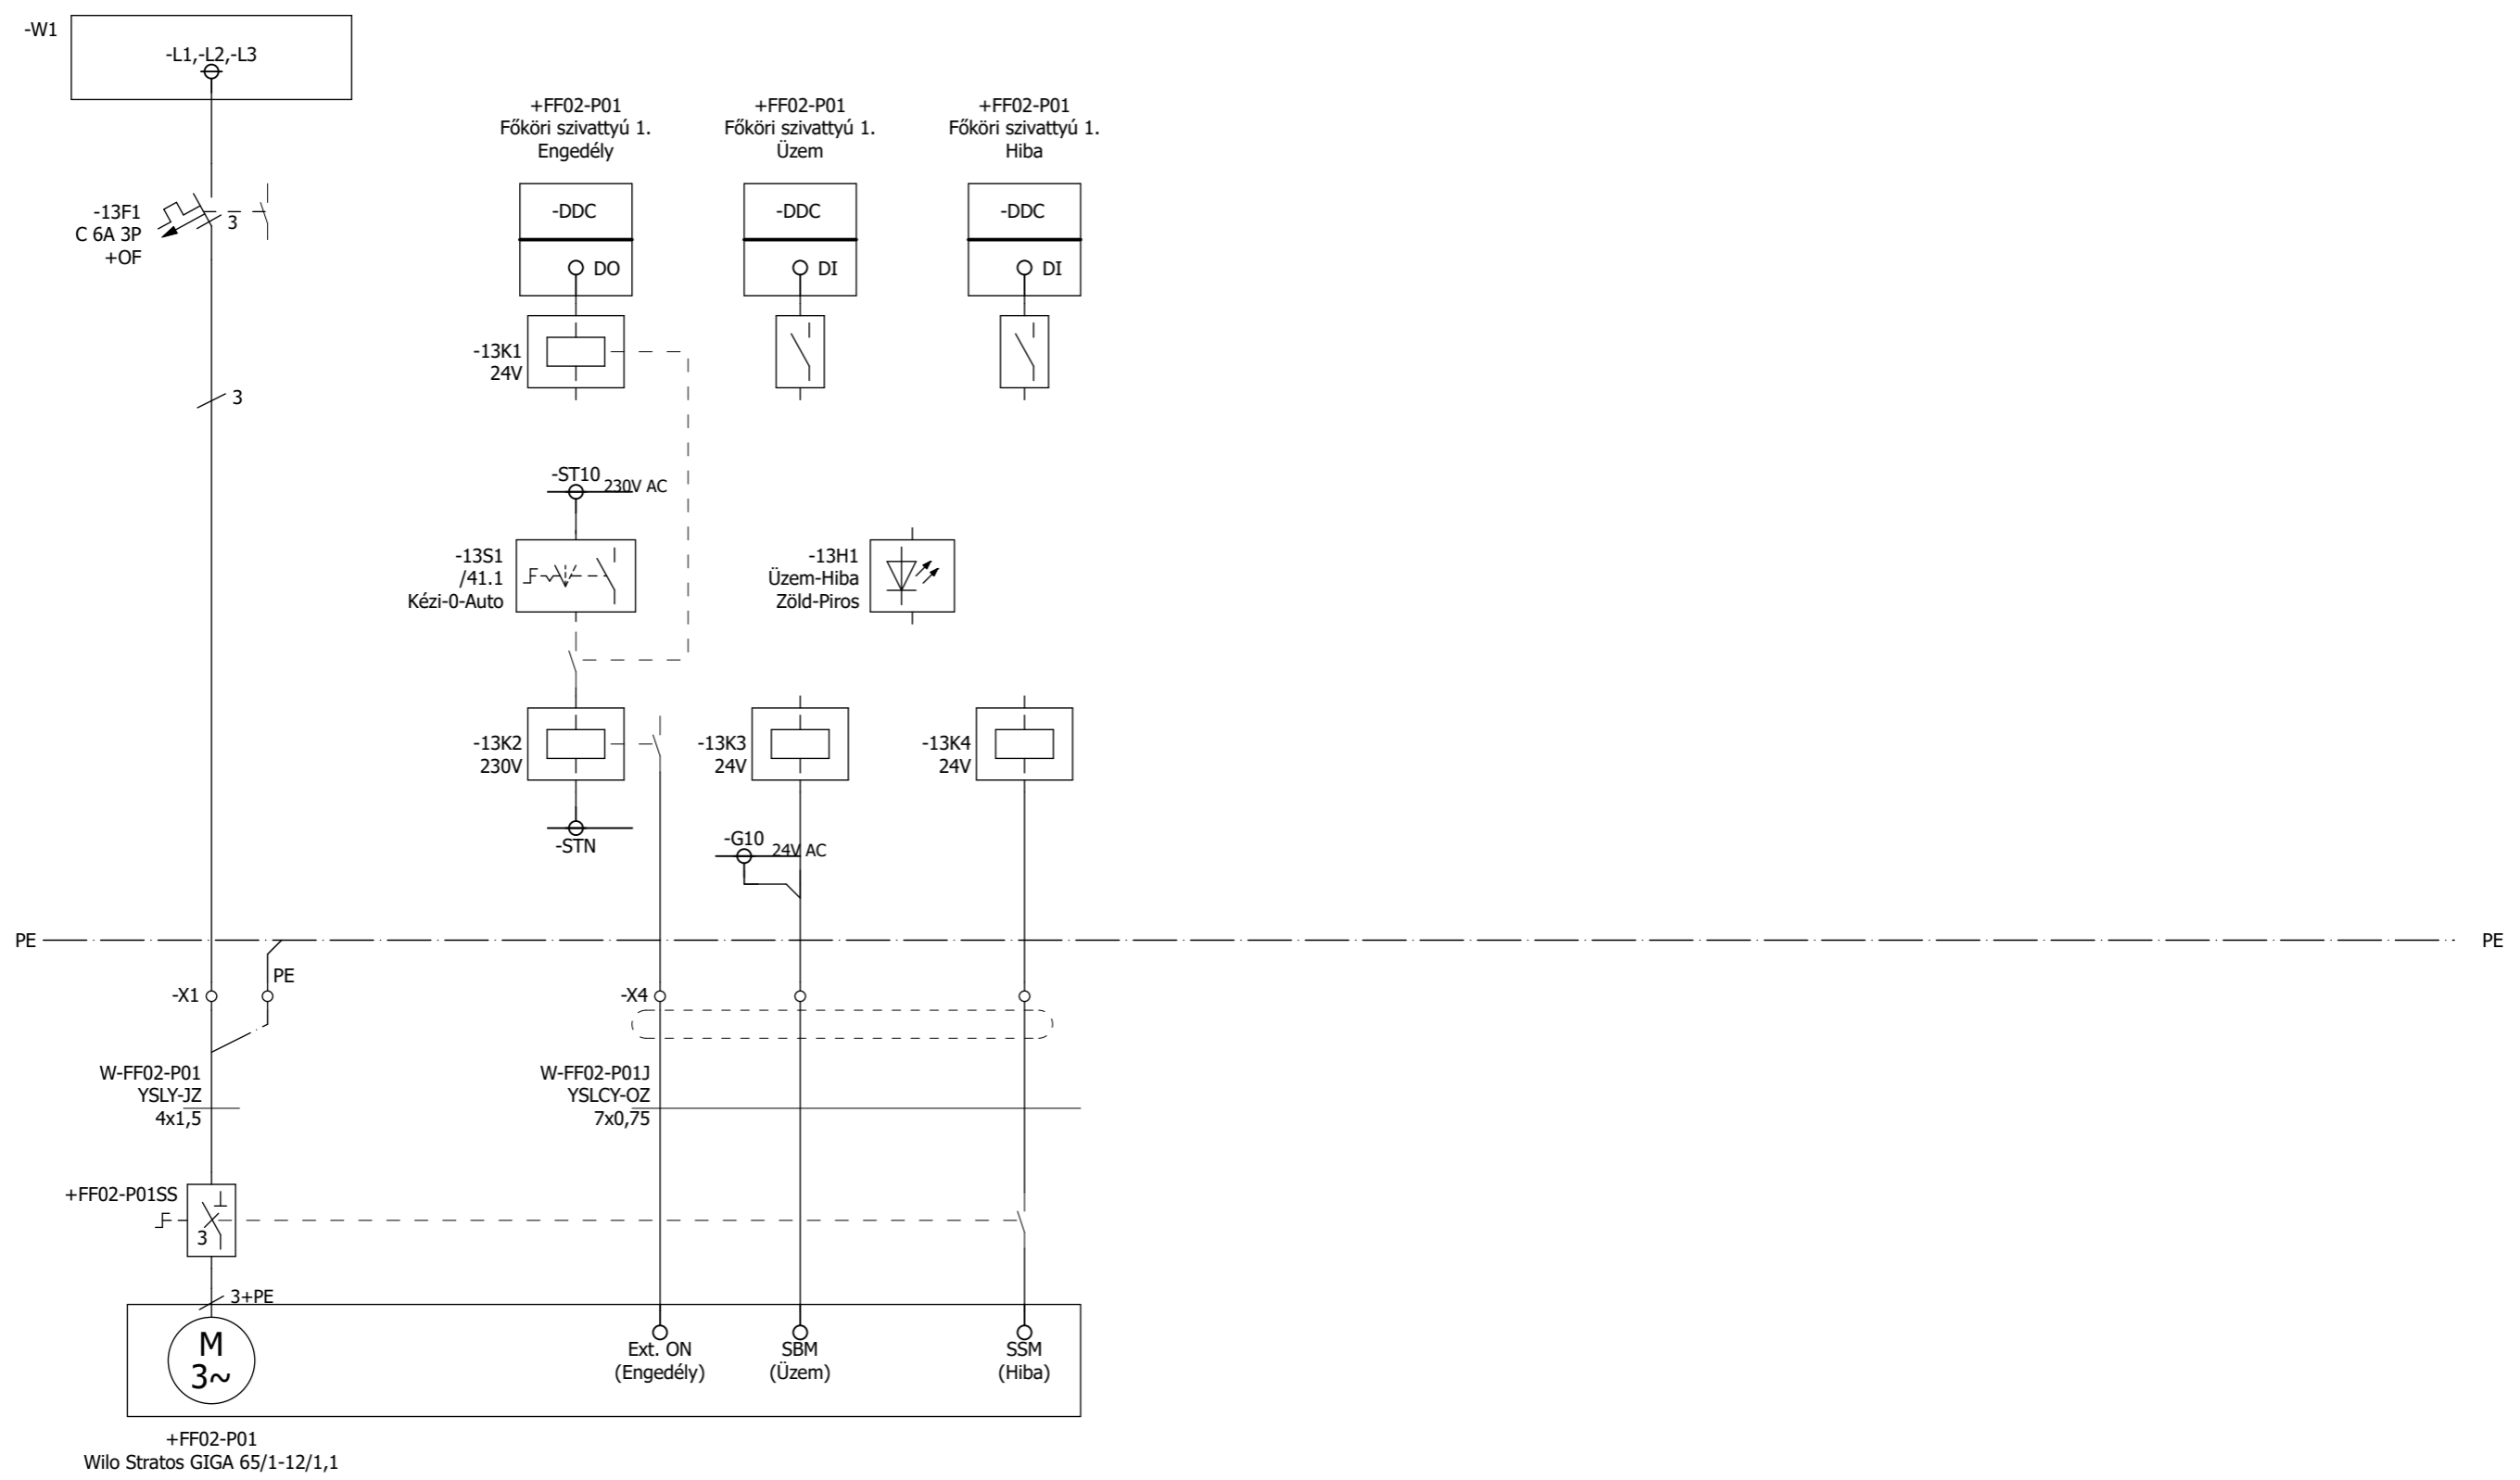 -W1
-L1,-L2,-L3
+FF02-P01
Főköri szivattyú 1.
Engedély
+FF02-P01
Főköri szivattyú 1.
Üzem
+FF02-P01
Főköri szivattyú 1.
Hiba
-13F1
C 6A 3P
+OF
3
-DDC
DO
-DDC
DI
-DDC
DI
-13K1
24V
3
-ST10
230V AC
-13S1
/41.1
Kézi-0-Auto
-13H1
Üzem-Hiba
Zöld-Piros
-13K2
230V
-13K3
24V
-13K4
24V
-STN
-G10
24V AC
PE
PE
PE
-X1
-X4
W-FF02-P01
YSLY-JZ
4x1,5
W-FF02-P01J
YSLCY-OZ
7x0,75
+FF02-P01SS
3
3+PE
M
3~
Ext. ON
(Engedély)
SBM
(Üzem)
SSM
(Hiba)
+FF02-P01
Wilo Stratos GIGA 65/1-12/1,1